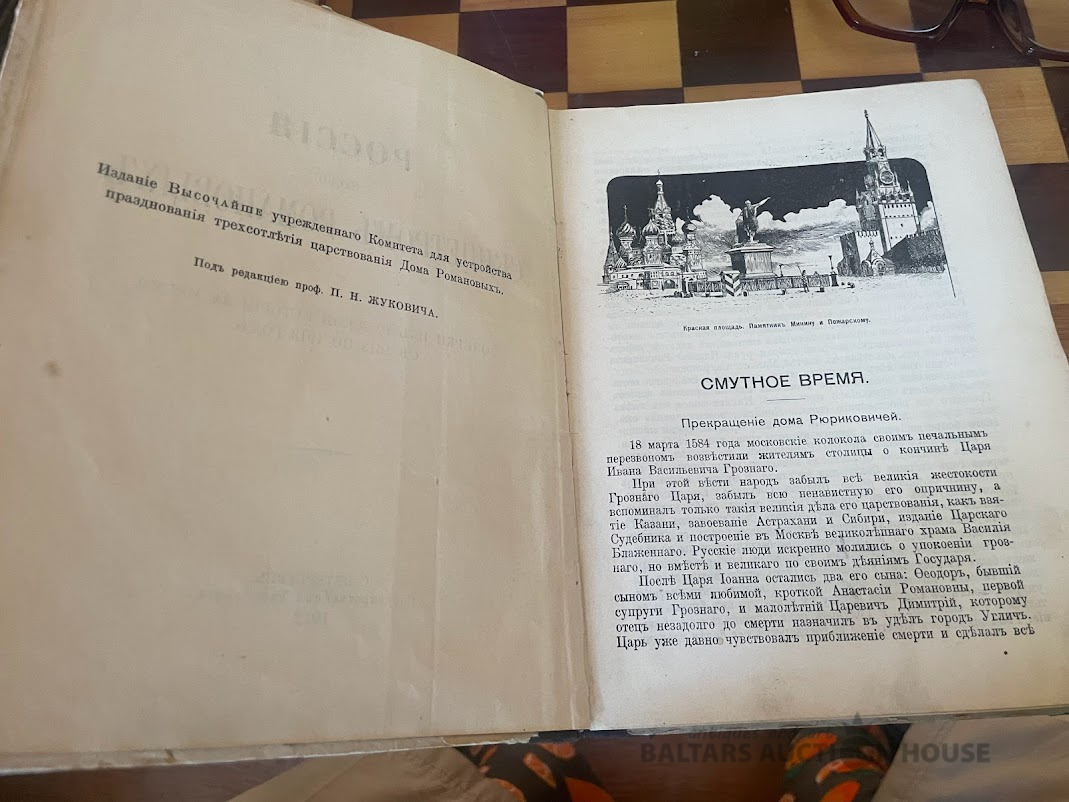 Изданіе Высочайше учрежденнаго Комитета для устройства
празднованія трехсотлѣтія царствованія Дома Романовыхъ.
Подъ редакціею проф. П. Н. ЖУКОВИЧА.
Красная площадь. Памятникъ Минину и Пожарскому.
СМУТНОЕ ВРЕМЯ.
Прекращеніе дома Рюриковичей.
18 марта 1584 года московскіе колокола своимъ печальнымъ
перезвономъ возвѣстили жителямъ столицы о кончинѣ Царя
Ивана Васильевича Грознаго.
При этой вѣсти народъ забылъ всѣ великія жестокости
Грознаго Царя, забылъ всю ненавистную его опричнину, а
вспоминалъ только такія великія дѣла его царствованія, какъ взя-
тіе Казани, завоеваніе Астрахани и Сибири, изданіе Царскаго
Судебника и построеніе въ Москвѣ великолѣпнаго храма Василія
Блаженнаго. Русскіе люди искренно молились о упокоеніи гроз-
наго, но вмѣстѣ и великаго по своимъ дѣяніямъ Государя.
Послѣ Царя Іоанна остались два его сына: Ѳеодоръ, бывшій
сыномъ всѣми любимой, кроткой Анастасіи Романовны, первой
супруги Грознаго, и малолѣтній Царевичъ Димитрій, которому
отецъ незадолго до смерти назначилъ въ удѣлъ городъ Угличъ.
Царь уже давно чувствовалъ приближеніе смерти и сдѣлалъ всѣ
BALTARS AUCTION HOUSE